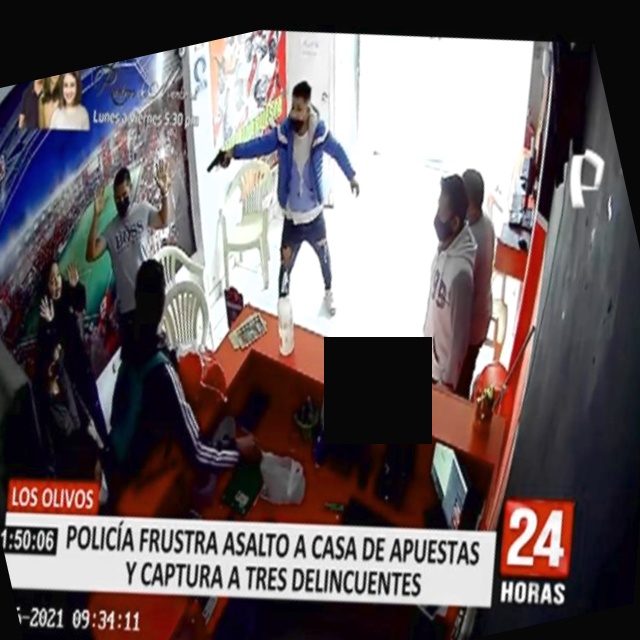 Lunes a Viernes 5:30 pm
BOSS
P
LOS OLIVOS
1:50:06
POLICÍA FRUSTRA ASALTO A CASA DE APUESTAS
Y CAPTURA A TRES DELINCUENTES
24
HORAS
-2021 09:34:11